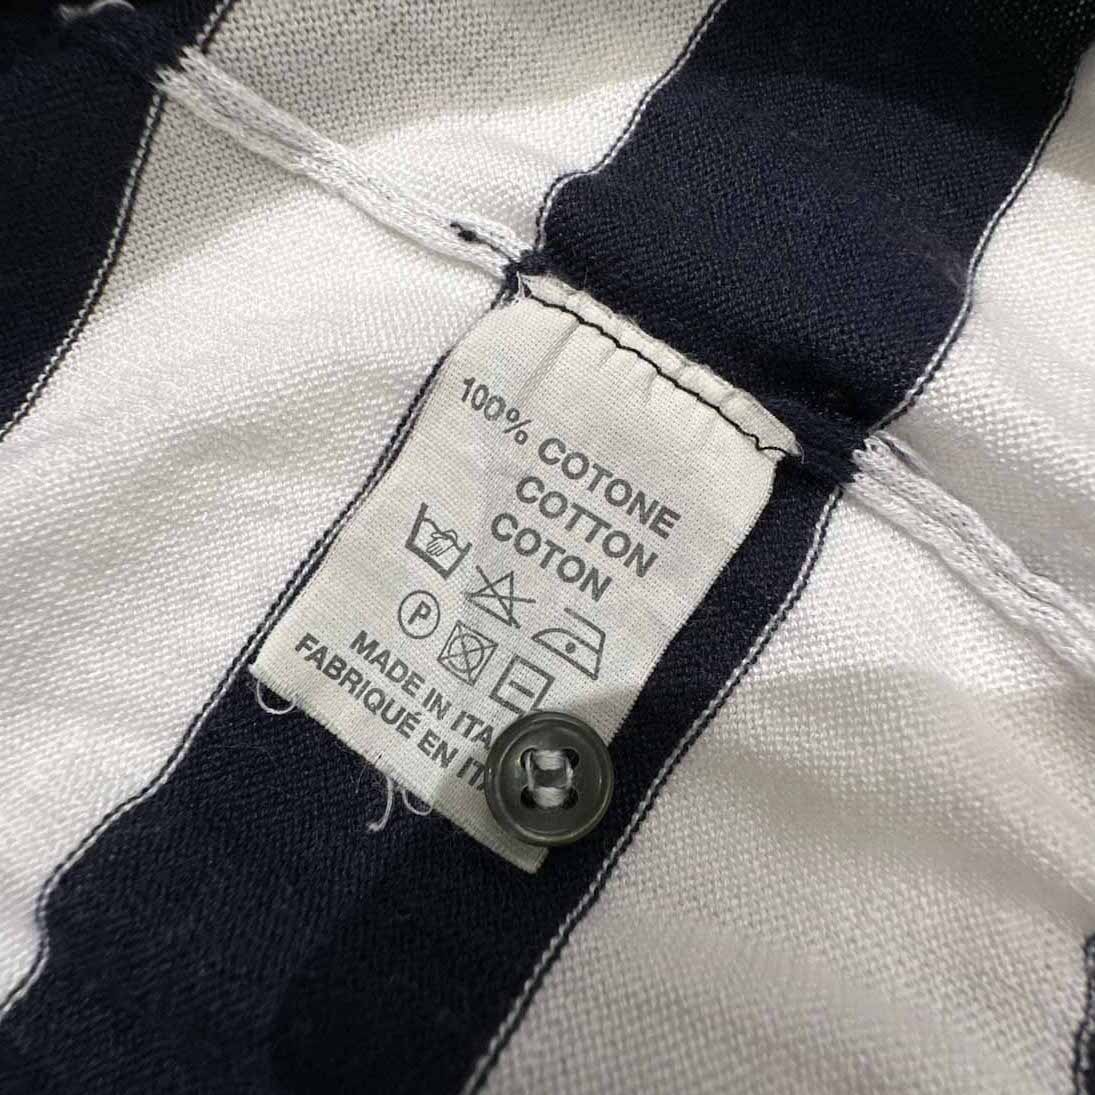 100% COTONE
COTTON
COTON
P
MADE IN
FABRIQUÉ EN